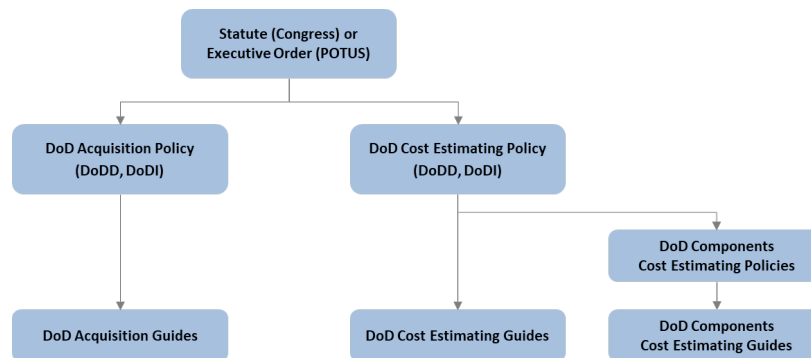 Statute (Congress) or
Executive Order (POTUS)
DoD Acquisition Policy
(DoDD, DoDI)
DoD Cost Estimating Policy
(DoDD, DoDI)
DoD Components
Cost Estimating Policies
DoD Acquisition Guides
DoD Cost Estimating Guides
DoD Components
Cost Estimating Guides